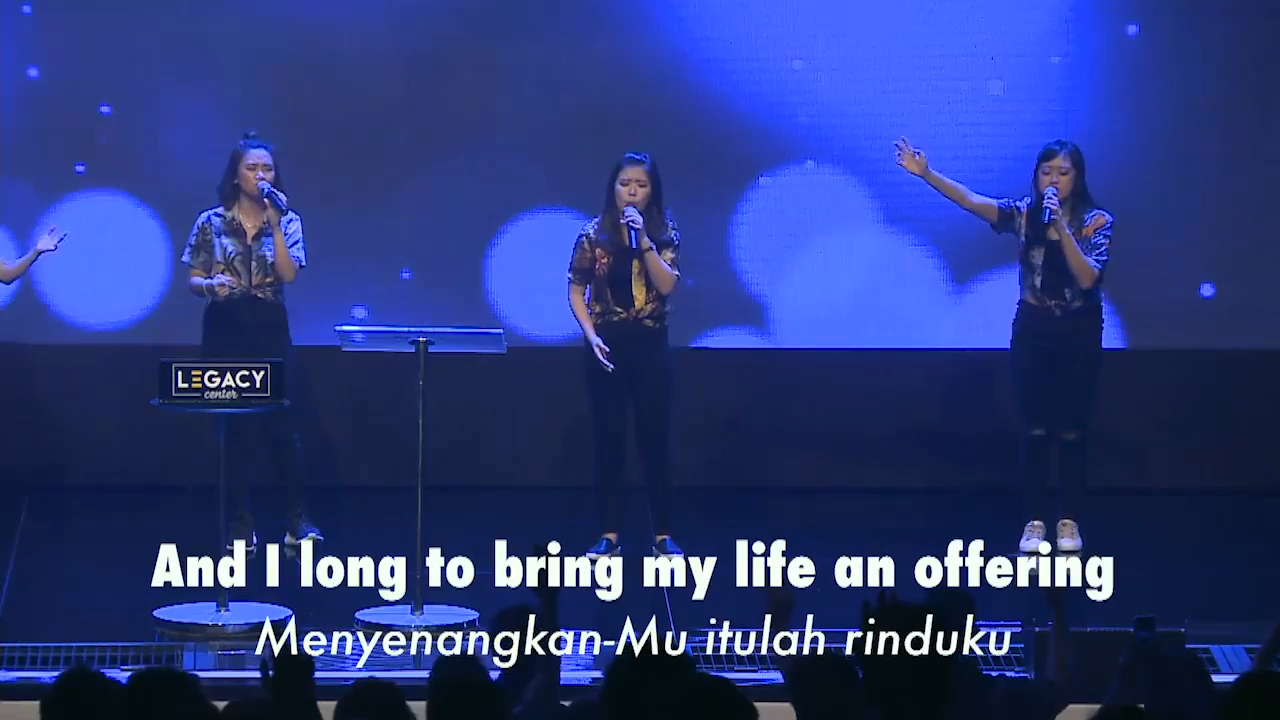 LEGACY
center
And I long to bring my life an offering
Menyenangkan-Mu itulah rinduku